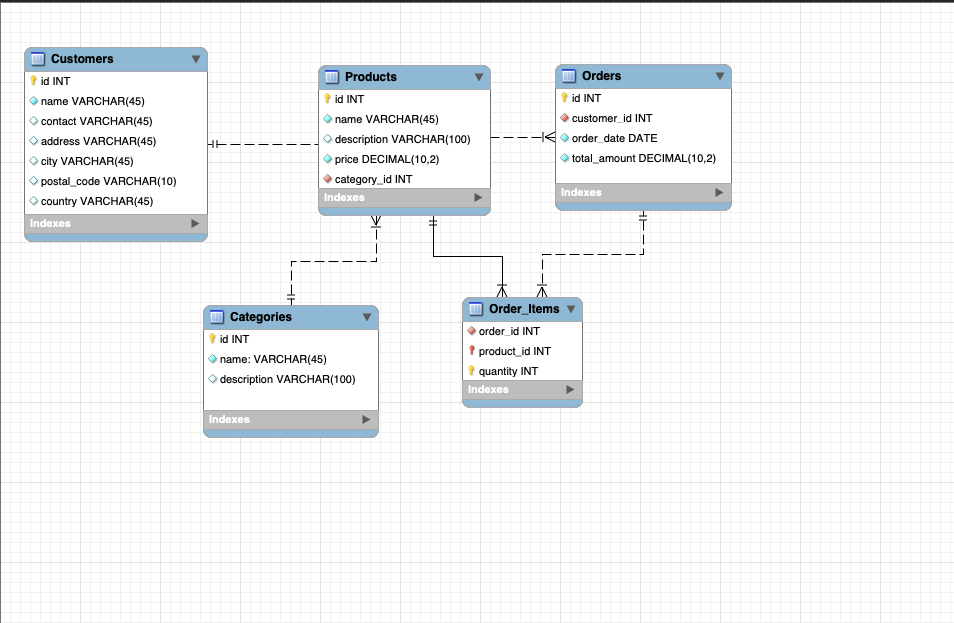 Customers
id INT
name VARCHAR(45)
contact VARCHAR(45)
address VARCHAR(45)
city VARCHAR(45)
postal_code VARCHAR(10)
country VARCHAR(45)
Indexes
Products
id INT
name VARCHAR(45)
description VARCHAR(100)
price DECIMAL(10,2)
category_id INT
Indexes
Orders
id INT
customer_id INT
order_date DATE
total_amount DECIMAL(10,2)
Indexes
Categories
id INT
name: VARCHAR(45)
description VARCHAR(100)
Indexes
Order_Items
order_id INT
product_id INT
quantity INT
Indexes